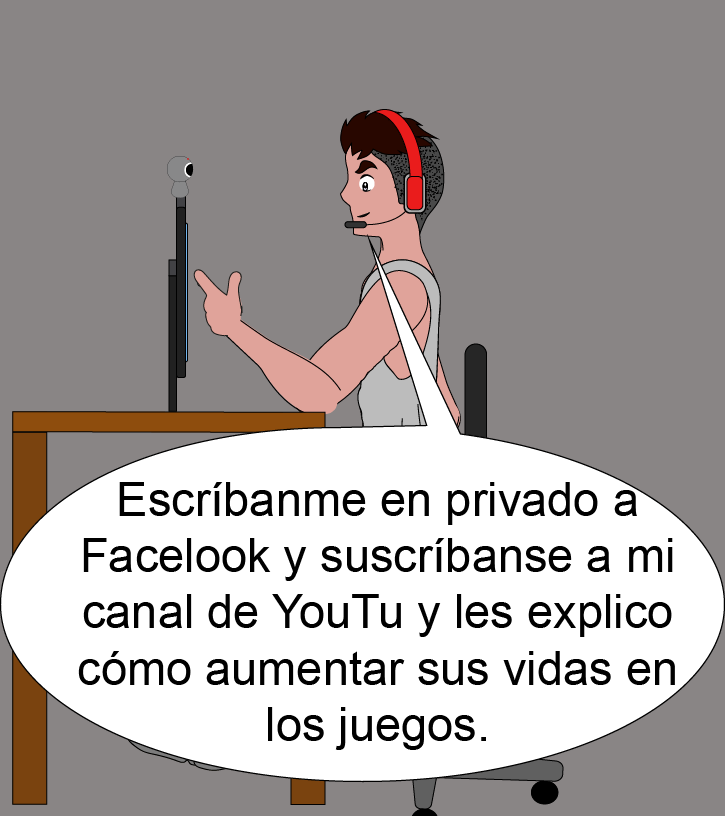 Escríbanme en privado a
Facelook y suscríbanse a mi
canal de YouTu y les explico
cómo aumentar sus vidas en
los juegos.